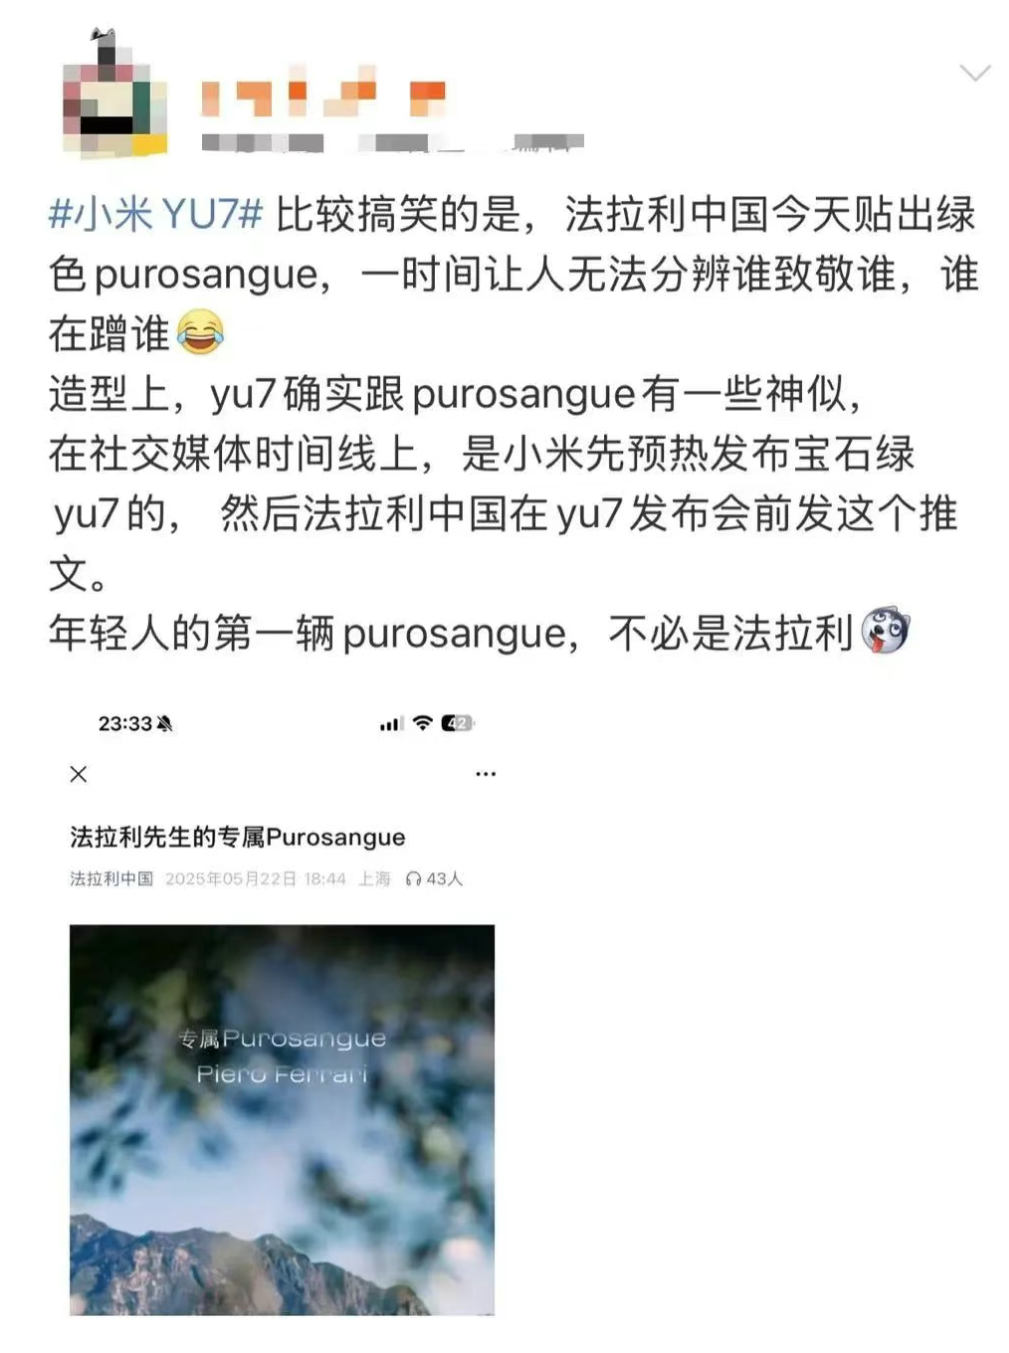 #小米YU7# 比较搞笑的是，法拉利中国今天贴出绿
色purosangue，一时间让人无法分辨谁致敬谁，谁
在蹭谁😂
造型上，yu7确实跟purosangue有一些神似，
在社交媒体时间线上，是小米先预热发布宝石绿
yu7的， 然后法拉利中国在yu7发布会前发这个推
文。
年轻人的第一辆purosangue，不必是法拉利
23:33
42
法拉利先生的专属Purosangue
法拉利中国 2025年05月22日 18:44 上海 43人
专属Purosangue
Piero Ferrari